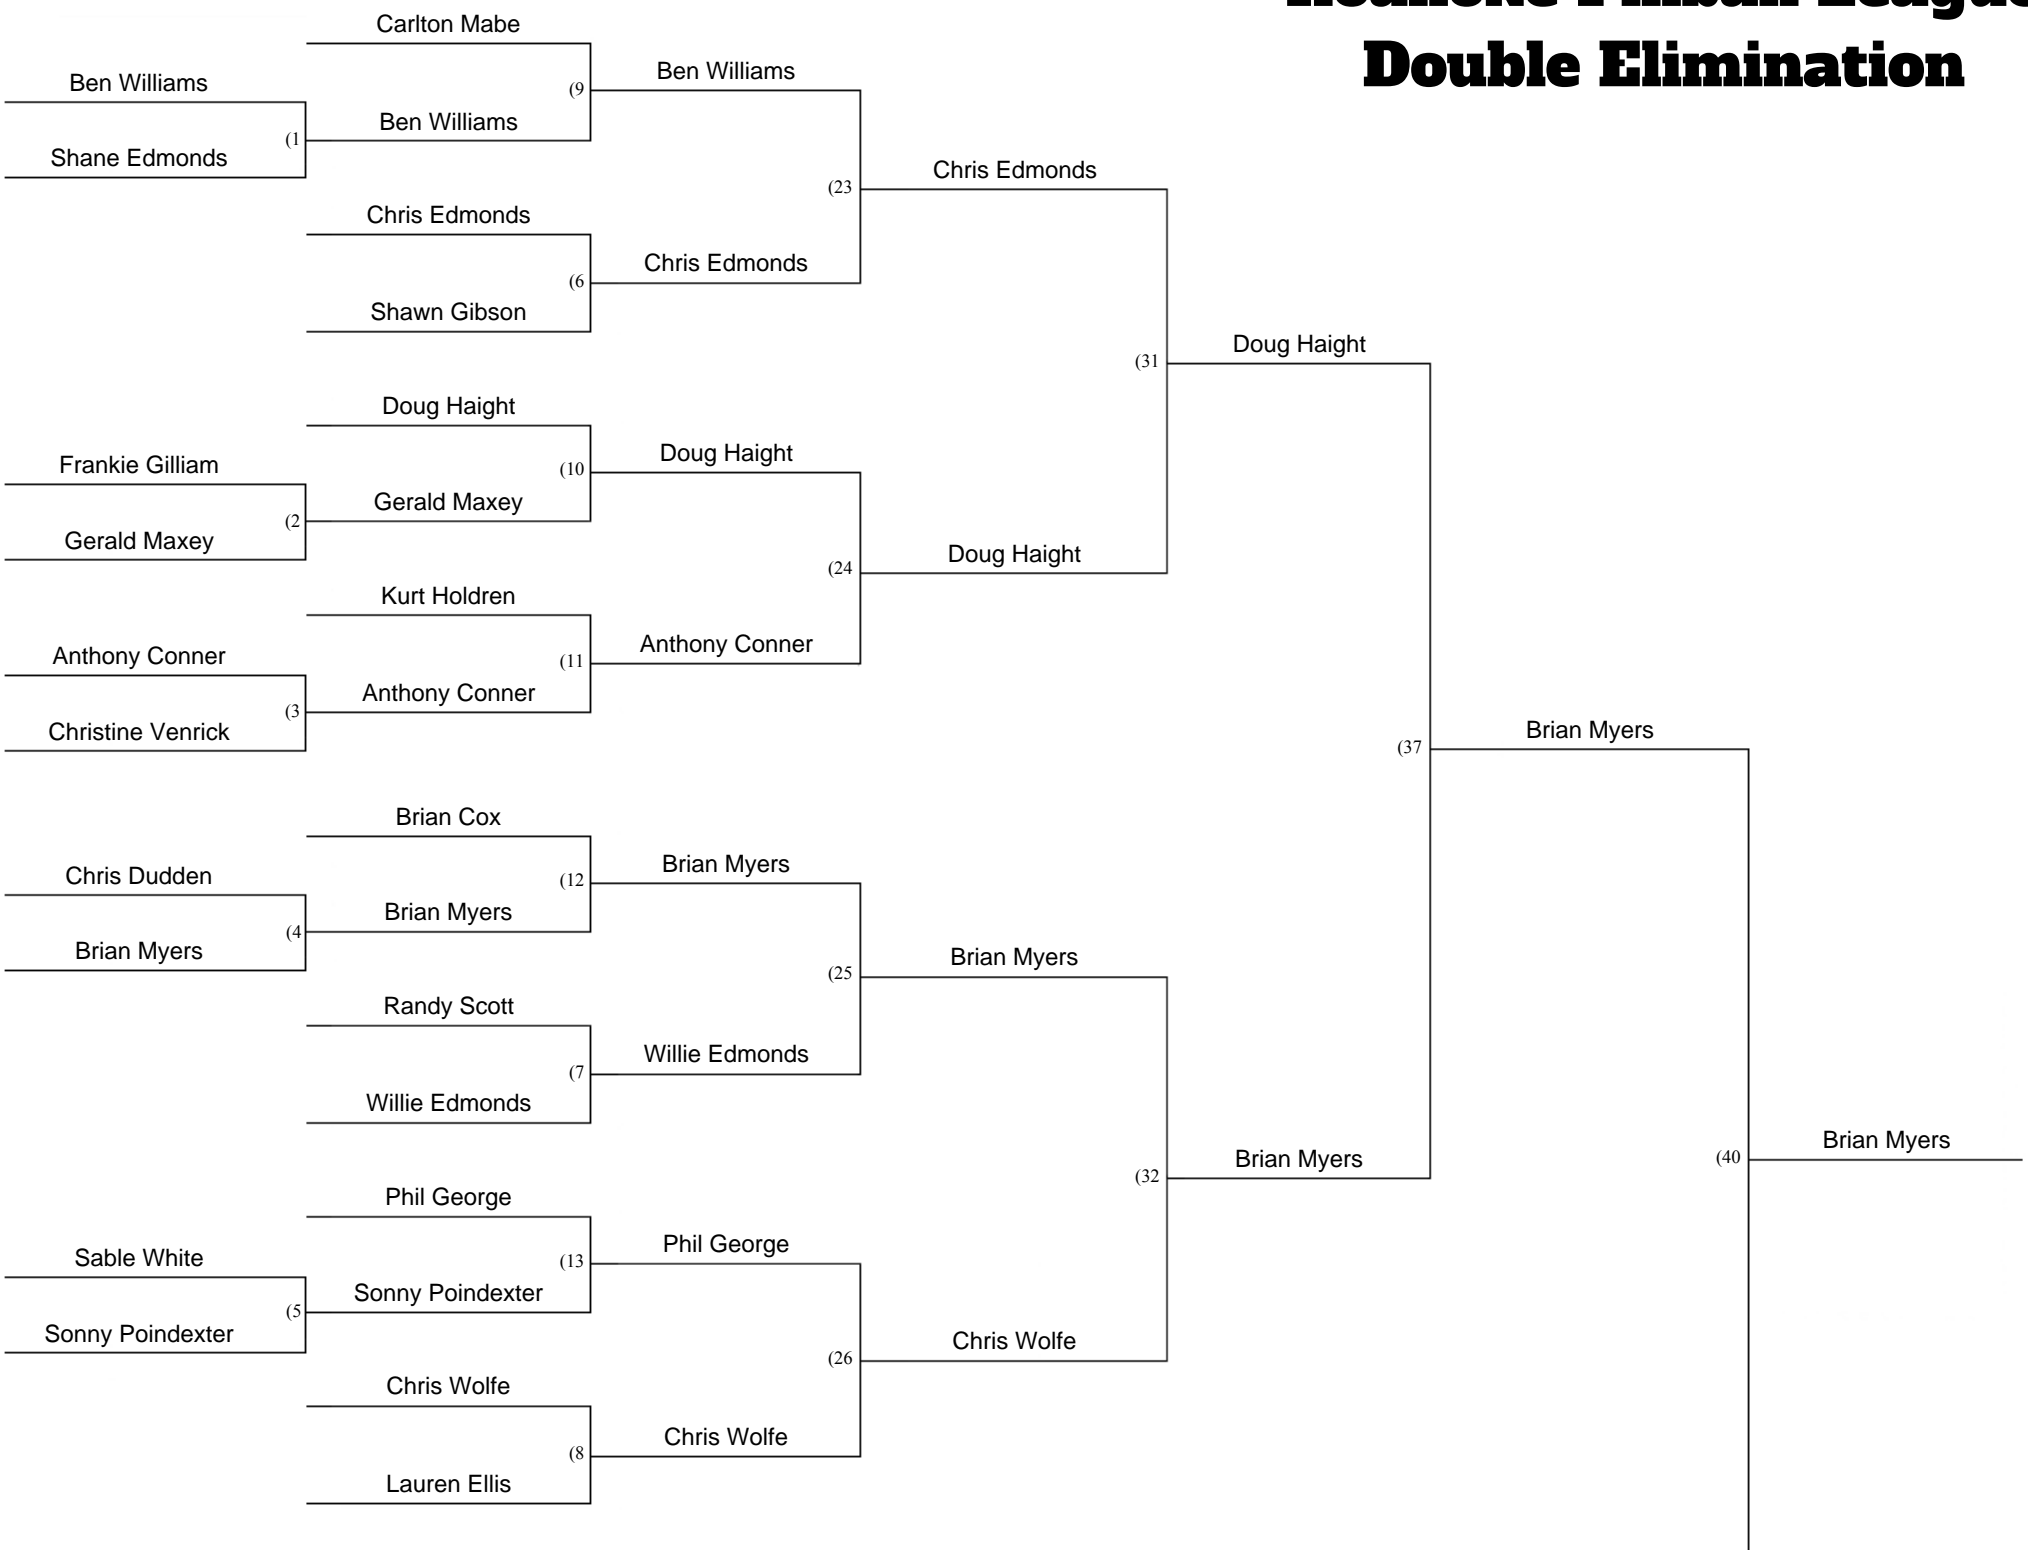 Roanoke Pinball League
Double Elimination
Carlton Mabe
Ben Williams
Ben Williams
(9
Ben Williams
(1
Shane Edmonds
Chris Edmonds
(23
Chris Edmonds
Chris Edmonds
(6
Shawn Gibson
Doug Haight
(31
Doug Haight
Doug Haight
Frankie Gilliam
(10
Gerald Maxey
(2
Gerald Maxey
Doug Haight
(24
Kurt Holdren
Anthony Conner
Anthony Conner
(11
Anthony Conner
(3
Christine Venrick
Brian Myers
(37
Brian Cox
Brian Myers
Chris Dudden
(12
Brian Myers
(4
Brian Myers
Brian Myers
(25
Randy Scott
Willie Edmonds
(7
Willie Edmonds
Brian Myers
(40
Brian Myers
(32
Phil George
Phil George
Sable White
(13
Sonny Poindexter
(5
Sonny Poindexter
Chris Wolfe
(26
Chris Wolfe
Chris Wolfe
(8
Lauren Ellis